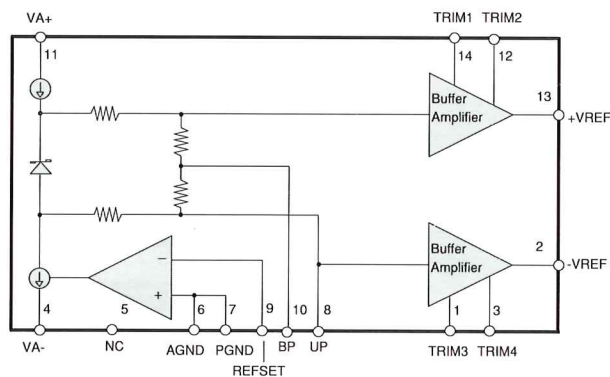 VA+
TRIM1 TRIM2
11
14
12
Buffer
Amplifier
13
+VREF
Buffer
Amplifier
2
-VREF
−
+
4
5
6
7
9
10
8
1
3
VA-
NC
AGND
PGND
REFSET
BP
UP
TRIM3 TRIM4